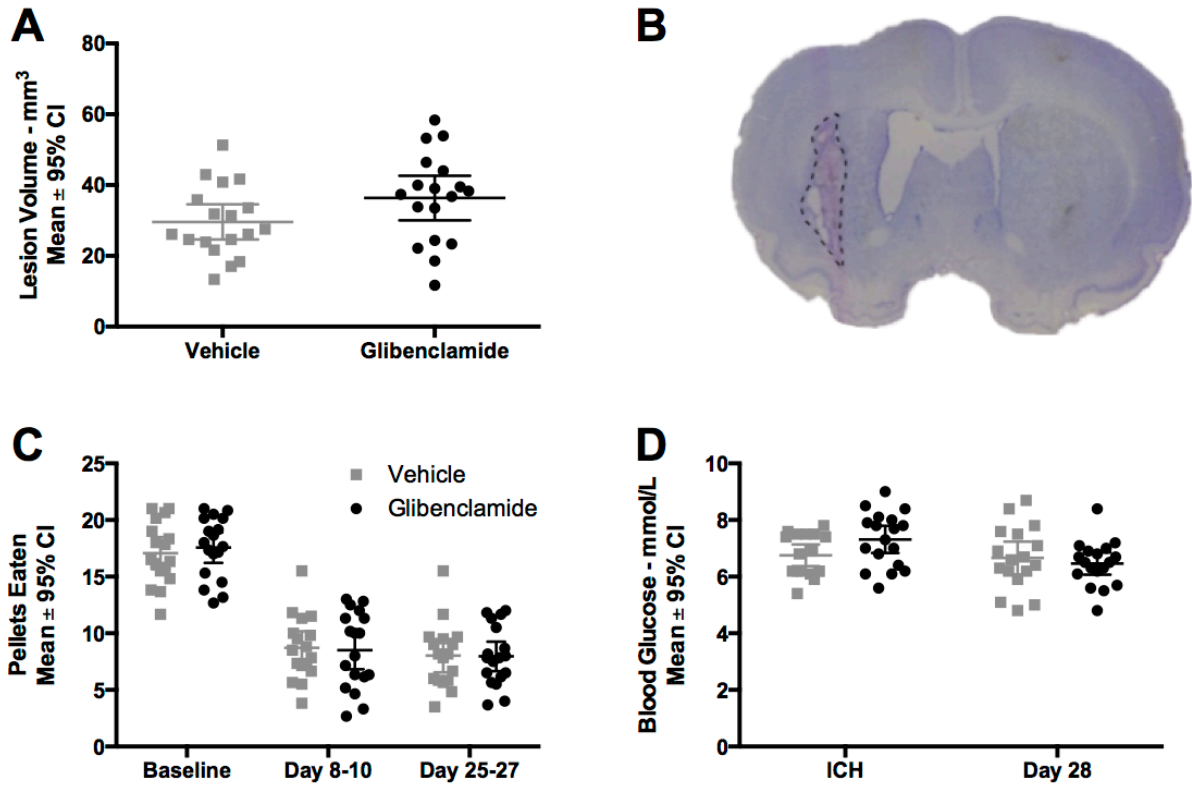 A
Lesion Volume - mm³
Mean ± 95% CI
80
60
40
20
0
Vehicle
Glibenclamide
B
C
Pellets Eaten
Mean ± 95% CI
25
20
15
10
5
0
Vehicle
Glibenclamide
Baseline
Day 8-10
Day 25-27
D
Blood Glucose - mmol/L
Mean ± 95% CI
10
8
6
4
2
0
ICH
Day 28